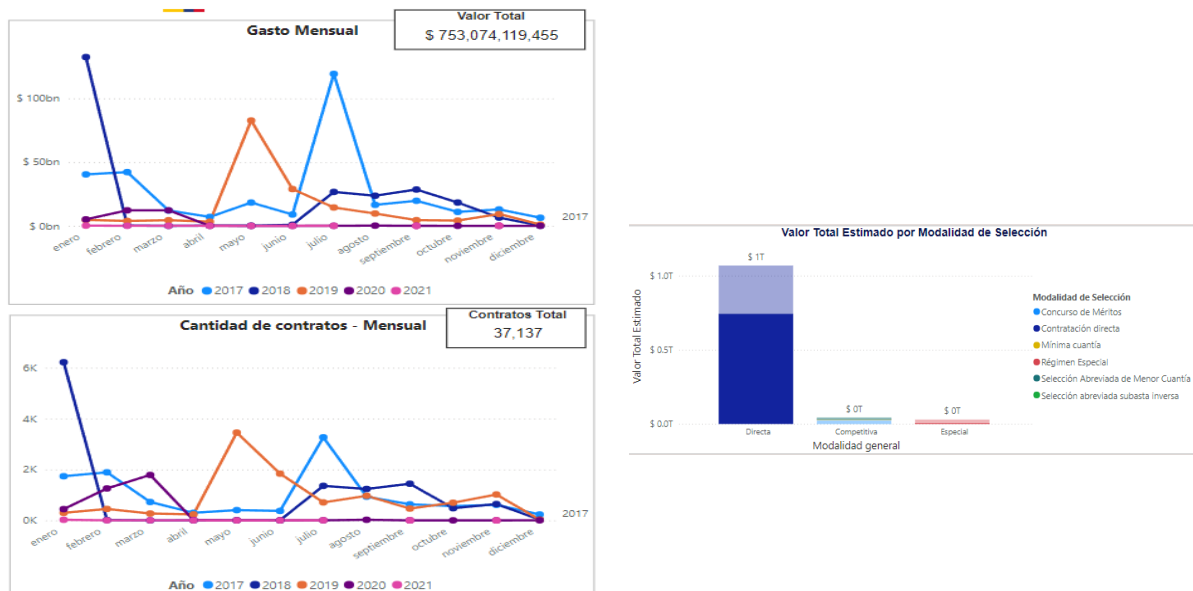 Gasto Mensual
Valor Total
$ 753,074,119,455
$ 100bn
$ 50bn
$ 0bn
2017
enero
febrero
marzo
abril
mayo
junio
julio
agosto
septiembre
octubre
noviembre
diciembre
Año 2017 2018 2019 2020 2021
Cantidad de contratos - Mensual
Contratos Total
37,137
6K
4K
2K
0K
2017
enero
febrero
marzo
abril
mayo
junio
julio
agosto
septiembre
octubre
noviembre
diciembre
Año 2017 2018 2019 2020 2021
Valor Total Estimado por Modalidad de Selección
Valor Total Estimado
$ 1.0T
$ 0.5T
$ 0.0T
$ 1T
$ 0T
$ 0T
Directa
Competitiva
Especial
Modalidad general
Modalidad de Selección
Concurso de Méritos
Contratación directa
Mínima cuantía
Régimen Especial
Selección Abreviada de Menor Cuantía
Selección abreviada subasta inversa